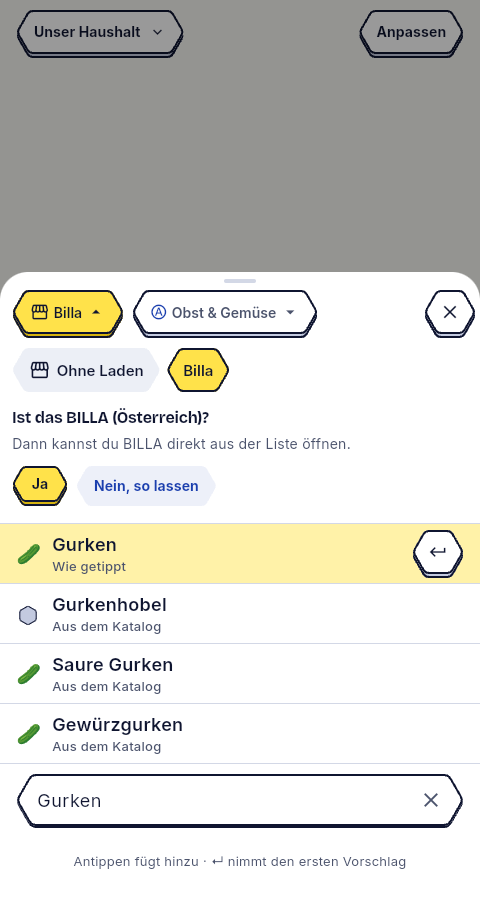 Unser Haushalt
Anpassen
Billa
A Obst & Gemüse
Ohne Laden
Billa
Ist das BILLA (Österreich)?
Dann kannst du BILLA direkt aus der Liste öffnen.
Ja
Nein, so lassen
Gurken
Wie getippt
Gurkenhobel
Aus dem Katalog
Saure Gurken
Aus dem Katalog
Gewürzgurken
Aus dem Katalog
Gurken
Antippen fügt hinzu · ↵ nimmt den ersten Vorschlag